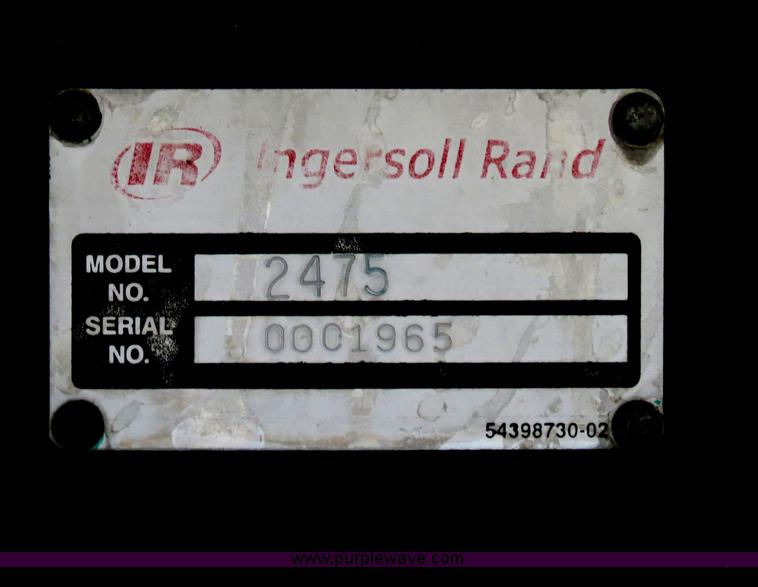 IR Ingersoll Rand
MODEL NO. 2475
SERIAL NO. 0001965
54398730-02
www.purplewave.com